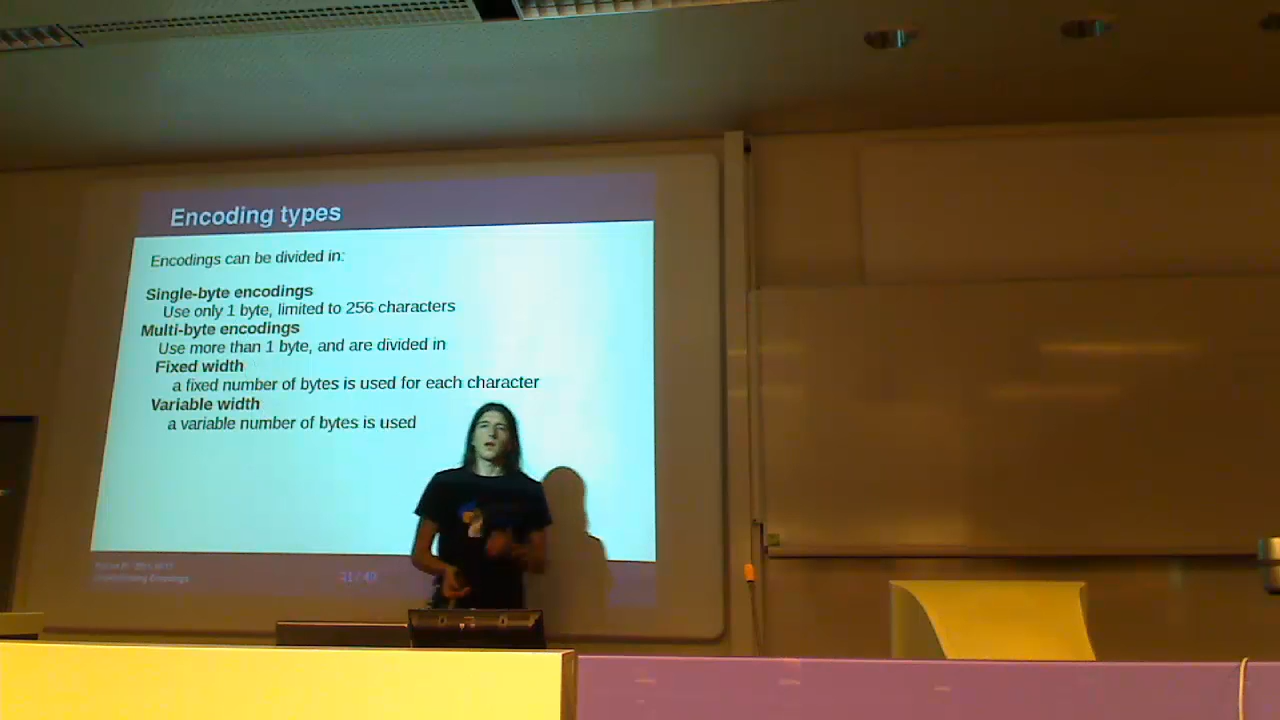 Encoding types
Encodings can be divided in:
Single-byte encodings
Use only 1 byte, limited to 256 characters
Multi-byte encodings
Use more than 1 byte, and are divided in
Fixed width
a fixed number of bytes is used for each character
Variable width
a variable number of bytes is used